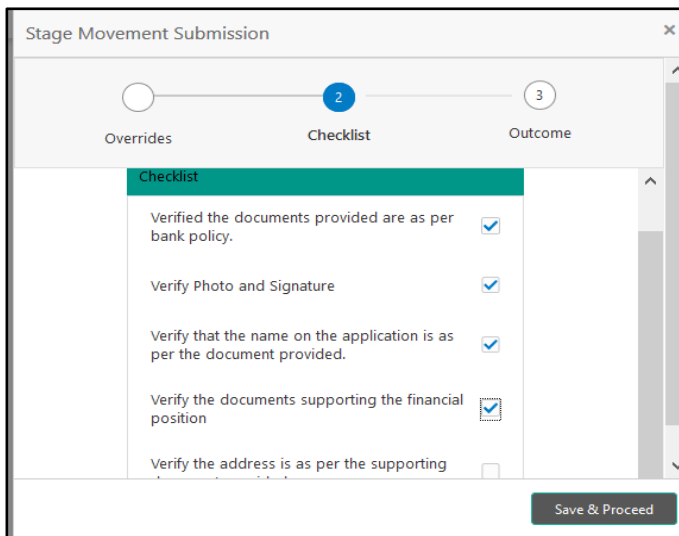 Stage Movement Submission
2
3
Overrides
Checklist
Outcome
Checklist
Verified the documents provided are as per
bank policy.
Verify Photo and Signature
Verify that the name on the application is as
per the document provided.
Verify the documents supporting the financial
position
Verify the address is as per the supporting
Save & Proceed